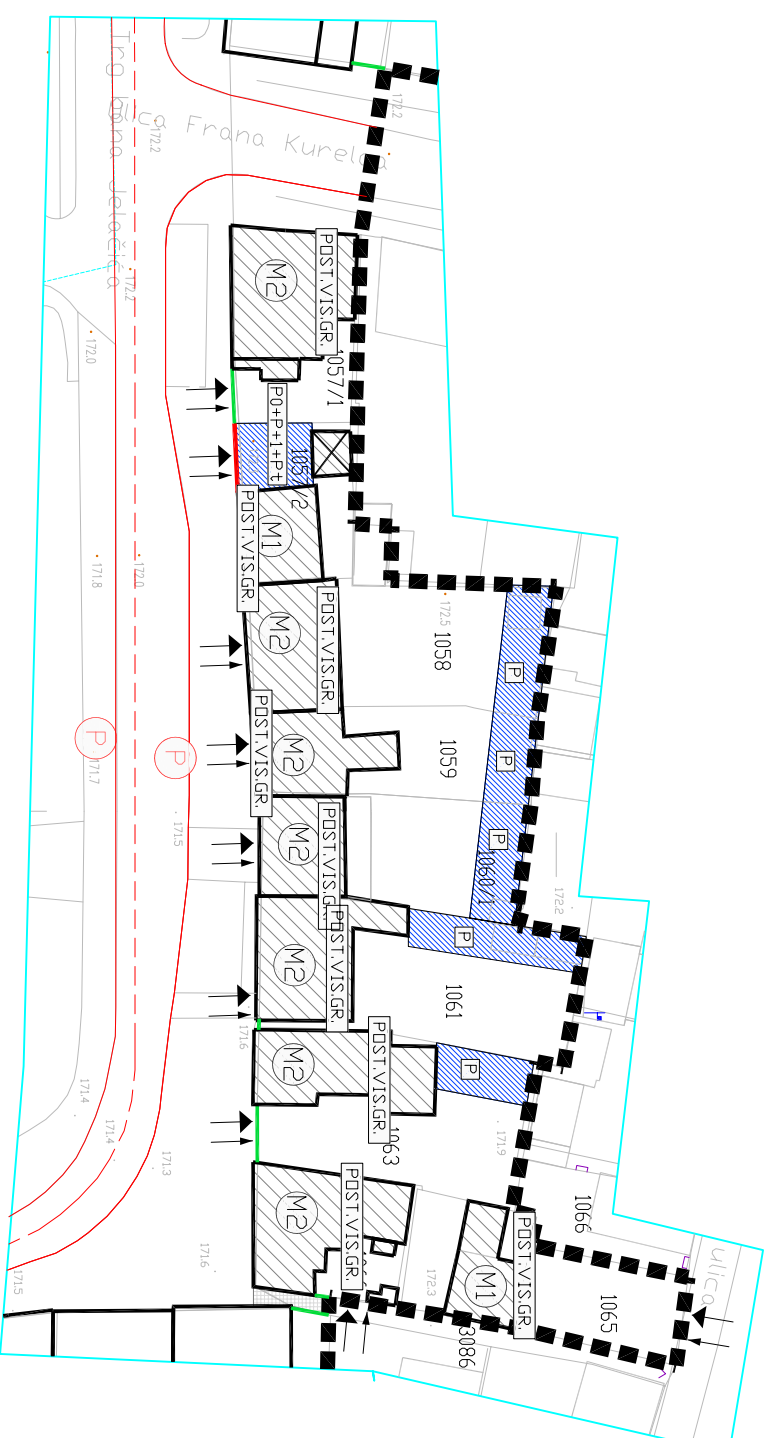 Trg bana Jelačića
Ulica Frana Kurelca
172.2
172.2
172.2
172.0
POST.VIS.GR.
M2
1057/1
P0+P+1+Pt
M1
POST.VIS.GR.
171.8
172.0
172.5
1058
M2
POST.VIS.GR.
P
1059
M2
POST.VIS.GR.
P
P
P
171.7
171.5
M2
POST.VIS.GR.
P
1060/1
172.2
M2
POST.VIS.GR.
P
1061
171.6
M2
POST.VIS.GR.
P
171.4
171.4
171.3
171.9
M2
POST.VIS.GR.
1066
ulica
171.6
171.5
172.3
M1
POST.VIS.GR.
1065
3086